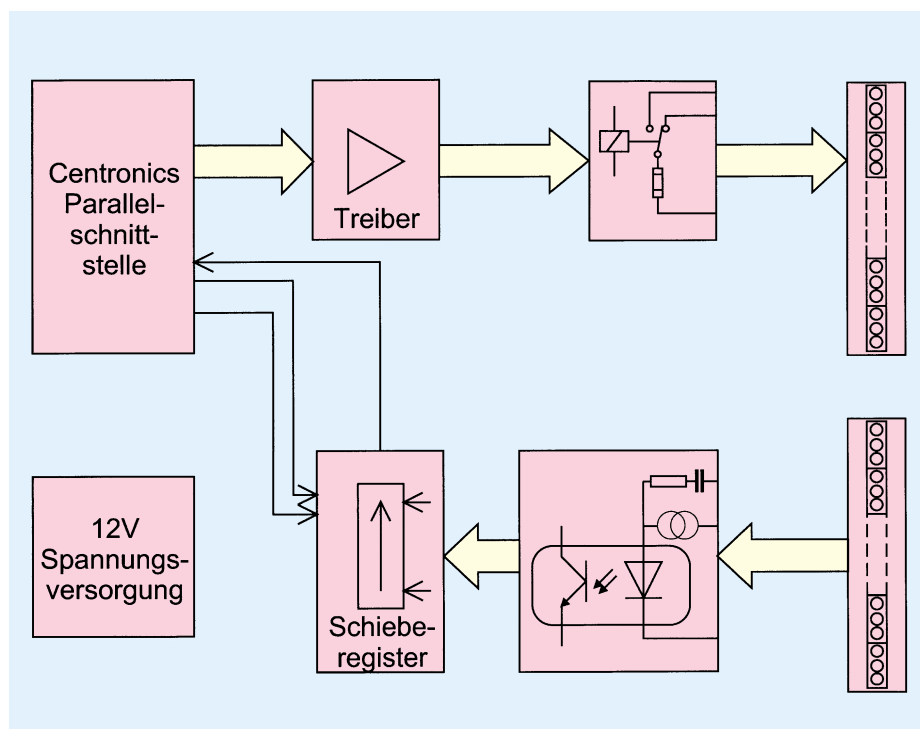 Centronics
Parallel-
schnitt-
stelle
Treiber
12V
Spannungs-
versorgung
Schiebe-
register